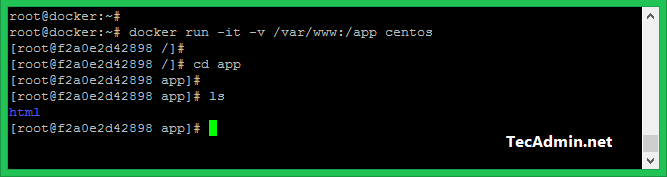 root@docker:~#
root@docker:~# docker run -it -v /var/www:/app centos
[root@f2a0e2d42898 /]#
[root@f2a0e2d42898 /]# cd app
[root@f2a0e2d42898 app]#
[root@f2a0e2d42898 app]# ls
html
[root@f2a0e2d42898 app]#
TecAdmin.net